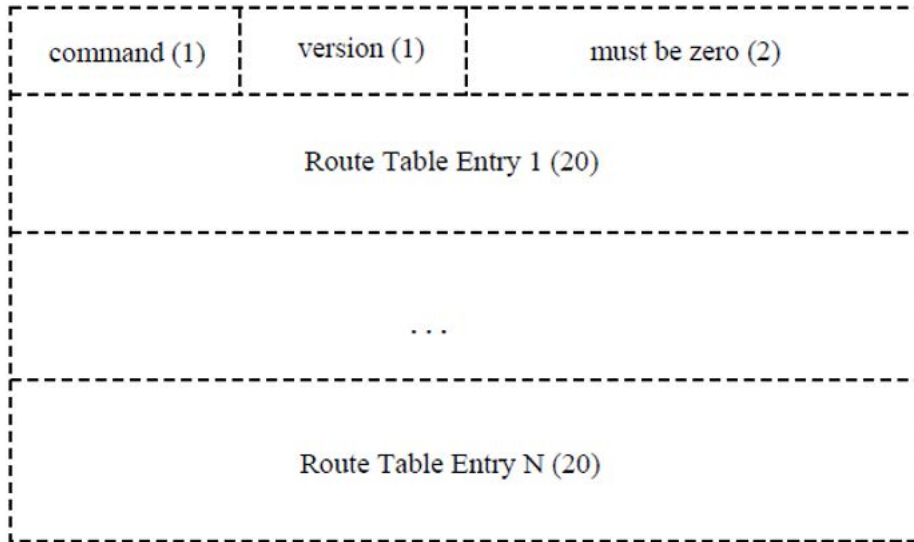 command (1) version (1) must be zero (2)
Route Table Entry 1 (20)
. . .
Route Table Entry N (20)